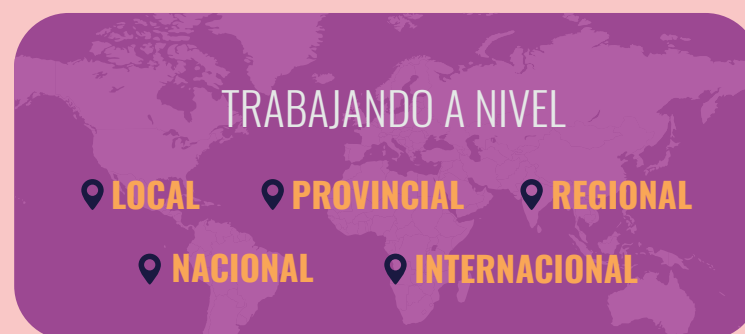 TRABAJANDO A NIVEL
LOCAL PROVINCIAL REGIONAL
NACIONAL INTERNACIONAL